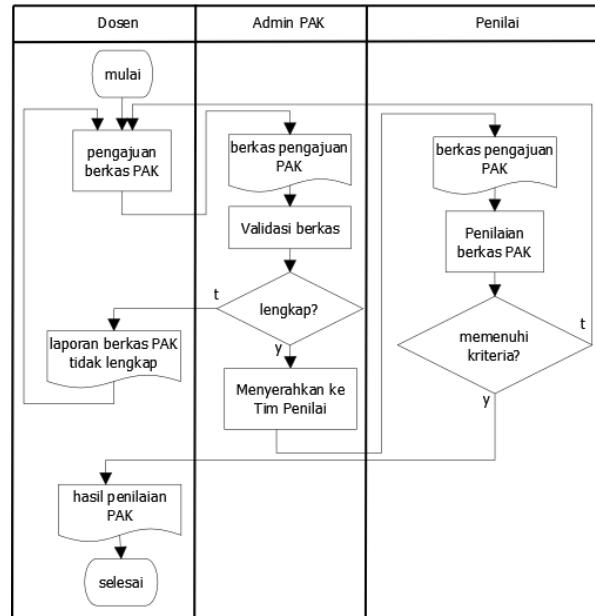 Dosen
Admin PAK
Penilai
mulai
pengajuan
berkas PAK
berkas pengajuan
PAK
Validasi berkas
lengkap?
t
y
laporan berkas PAK
tidak lengkap
Menyerahkan ke
Tim Penilai
berkas pengajuan
PAK
Penilaian
berkas PAK
memenuhi
kriteria?
t
y
hasil penilaian
PAK
selesai